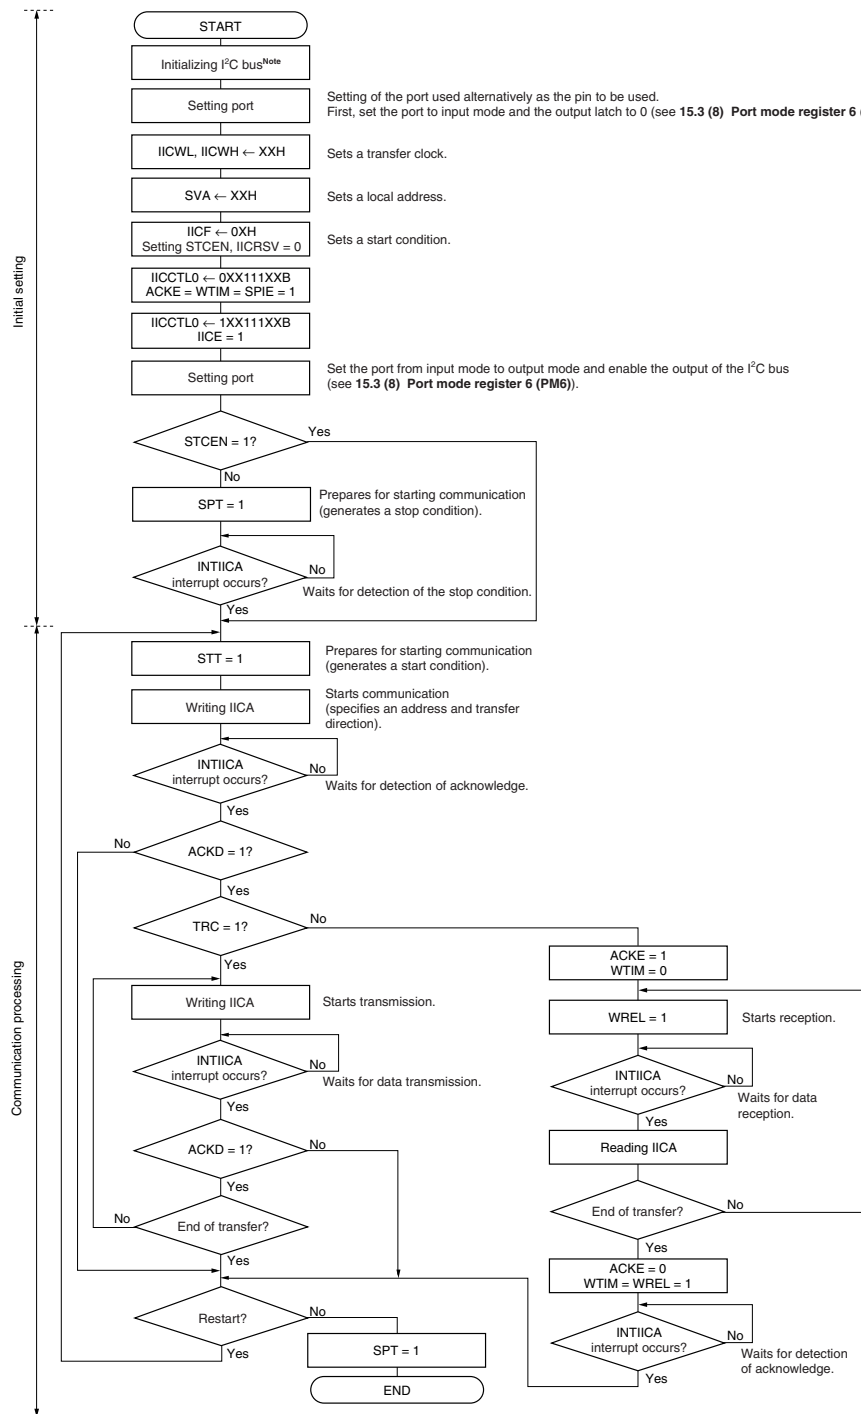 START
Initializing I²C busNote
Setting port
Setting of the port used alternatively as the pin to be used.
First, set the port to input mode and the output latch to 0 (see 15.3 (8) Port mode register 6 (
IICWL, IICWH ← XXH
Sets a transfer clock.
SVA ← XXH
Sets a local address.
IICF ← 0XH
Setting STCEN, IICRSV = 0
Sets a start condition.
IICCTL0 ← 0XX111XXB
ACKE = WTIM = SPIE = 1
IICCTL0 ← 1XX111XXB
IICE = 1
Setting port
Set the port from input mode to output mode and enable the output of the I²C bus
(see 15.3 (8) Port mode register 6 (PM6)).
Initial setting
STCEN = 1?
Yes
No
SPT = 1
Prepares for starting communication
(generates a stop condition).
INTIICA
interrupt occurs?
No
Waits for detection of the stop condition.
Yes
STT = 1
Prepares for starting communication
(generates a start condition).
Writing IICA
Starts communication
(specifies an address and transfer
direction).
INTIICA
interrupt occurs?
No
Waits for detection of acknowledge.
Yes
No
ACKD = 1?
Yes
TRC = 1?
No
Yes
Communication processing
Writing IICA
Starts transmission.
INTIICA
interrupt occurs?
No
Waits for data transmission.
Yes
ACKD = 1?
No
Yes
No
End of transfer?
Yes
ACKE = 1
WTIM = 0
WREL = 1
Starts reception.
INTIICA
interrupt occurs?
No
Waits for data
reception.
Yes
Reading IICA
End of transfer?
No
Yes
ACKE = 0
WTIM = WREL = 1
INTIICA
interrupt occurs?
No
Waits for detection
of acknowledge.
Yes
Restart?
No
Yes
SPT = 1
END